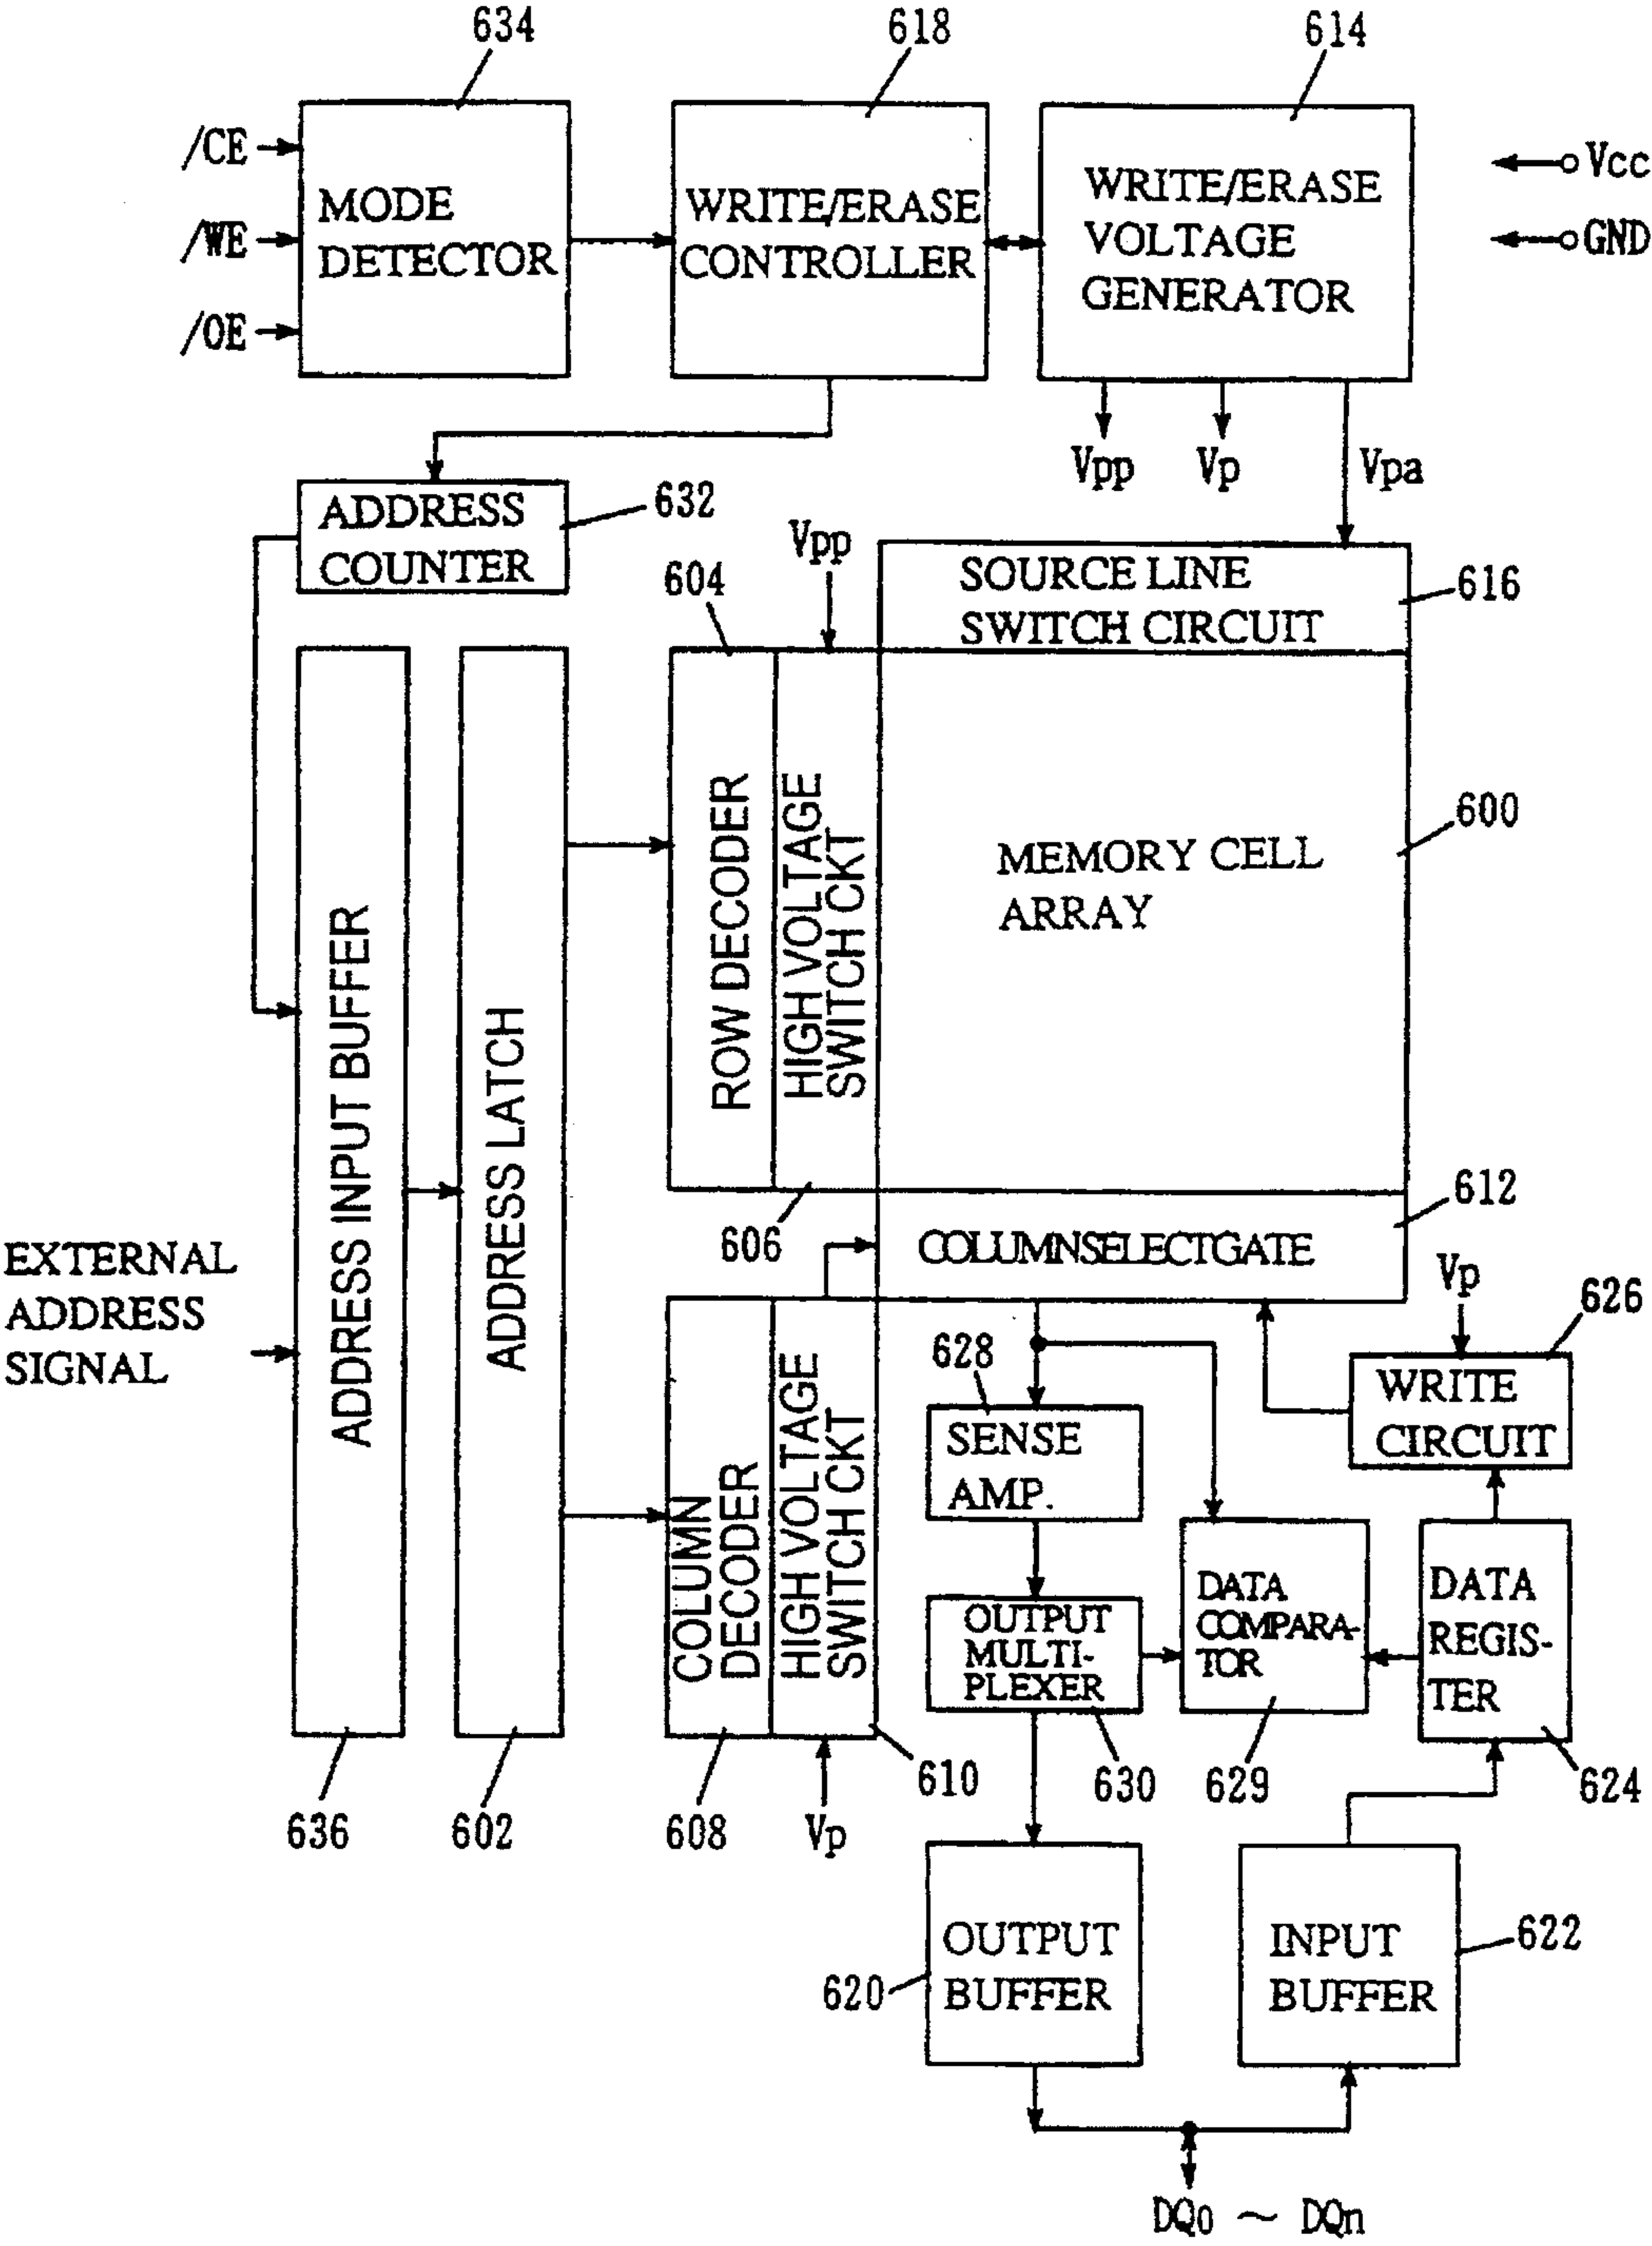 634
618
614
/CE
/WE
/OE
MODE
DETECTOR
WRITE/ERASE
CONTROLLER
WRITE/ERASE
VOLTAGE
GENERATOR
Vcc
GND
Vpp
Vp
Vpa
ADDRESS
COUNTER
632
Vpp
604
SOURCE LINE
SWITCH CIRCUIT
616
ADDRESS INPUT BUFFER
ADDRESS LATCH
ROW DECODER
HIGH VOLTAGE
SWITCH CKT
MEMORY CELL
ARRAY
600
606
612
COLUMNSELECTGATE
EXTERNAL
ADDRESS
SIGNAL
COLUMN
DECODER
HIGH VOLTAGE
SWITCH CKT
628
SENSE
AMP.
Vp
626
WRITE
CIRCUIT
OUTPUT
MULTI-
PLEXER
DATA
COMPARA-
TOR
DATA
REGIS-
TER
636
602
608
Vp
610
630
629
624
OUTPUT
BUFFER
620
INPUT
BUFFER
622
DQ0 ~ DQn